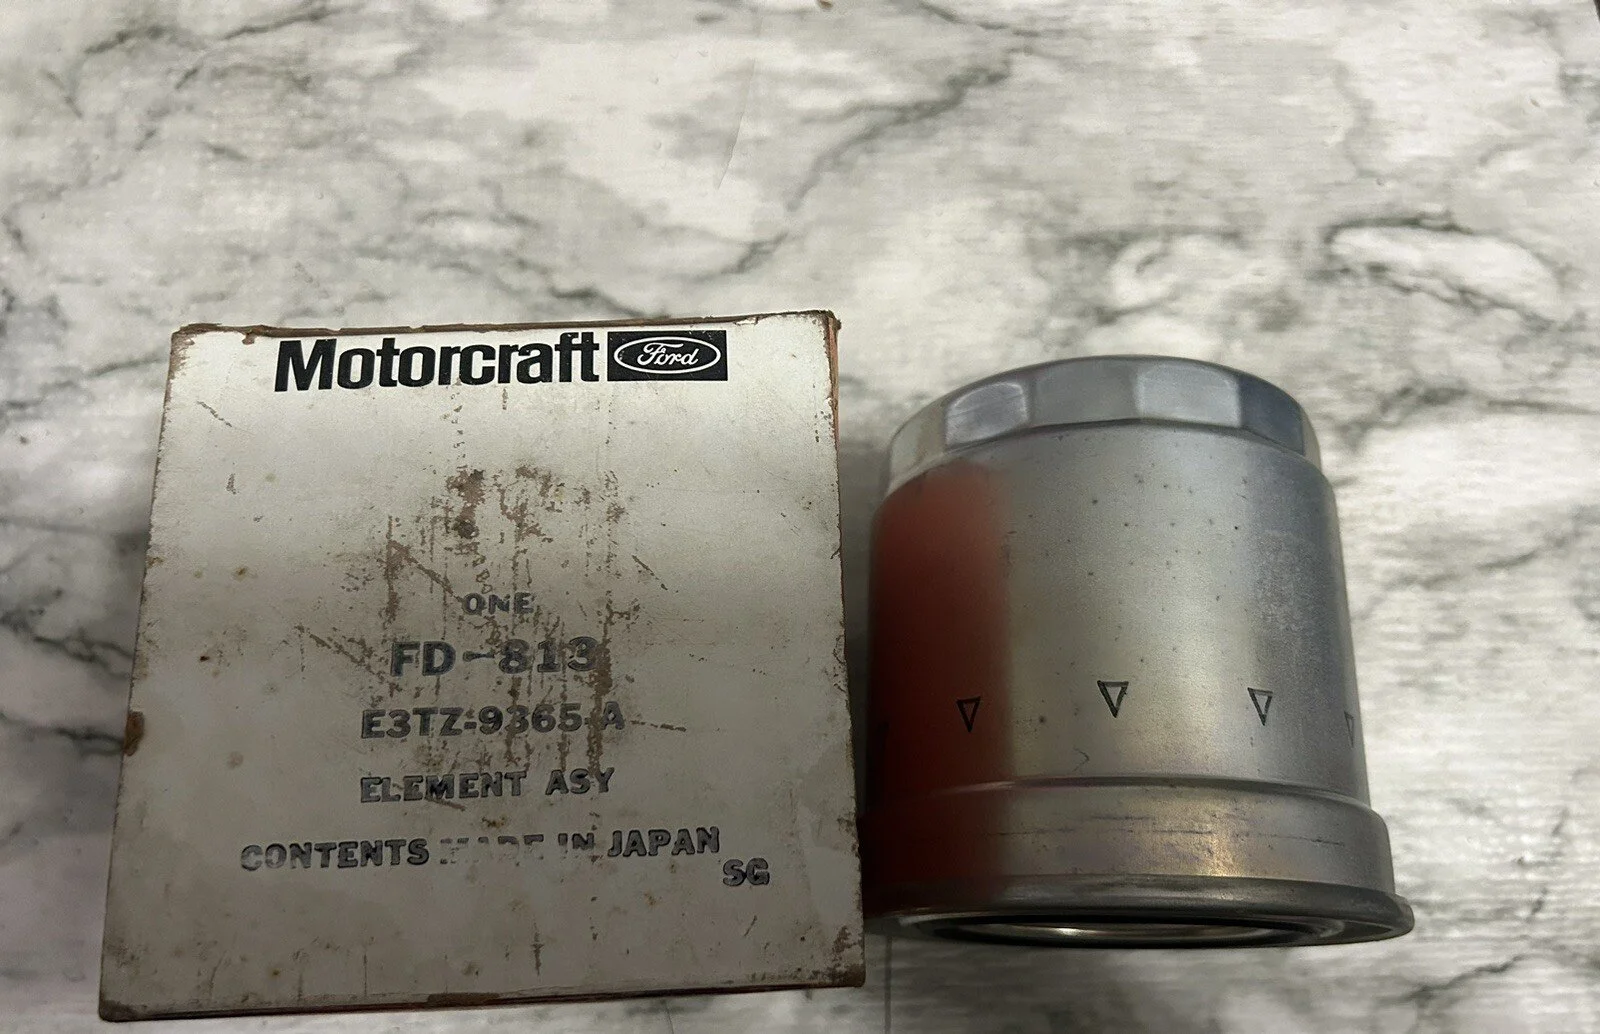 Motorcraft Ford
ONE
FD-813
E3TZ-9365-A
ELEMENT ASY
CONTENTS MADE IN JAPAN
SG